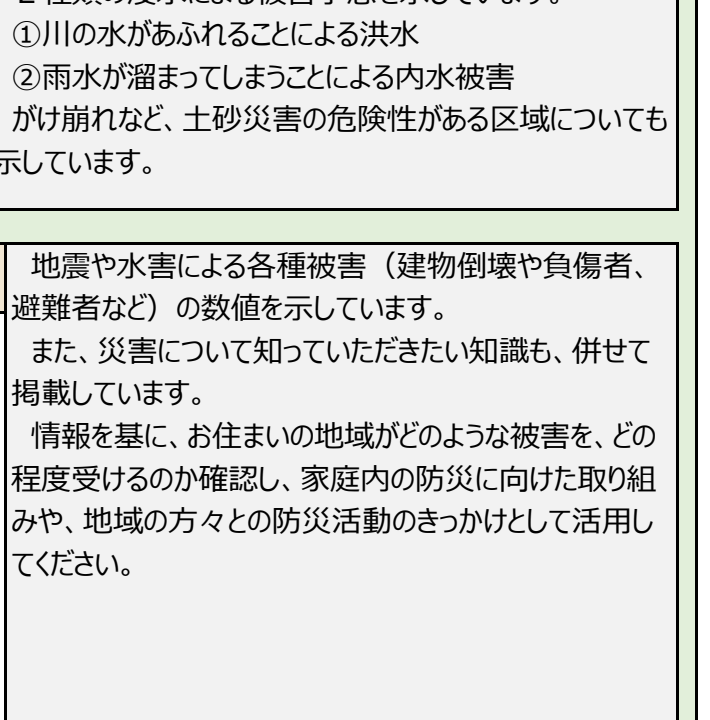 ①川の水があふれることによる洪水
②雨水が溜まってしまうことによる内水被害
がけ崩れなど、土砂災害の危険性がある区域についても
示しています。
地震や水害による各種被害（建物倒壊や負傷者、
避難者など）の数値を示しています。
また、災害について知っていただきたい知識も、併せて
掲載しています。
情報を基に、お住まいの地域がどのような被害を、どの
程度受けるのか確認し、家庭内の防災に向けた取り組
みや、地域の方々との防災活動のきっかけとして活用し
てください。